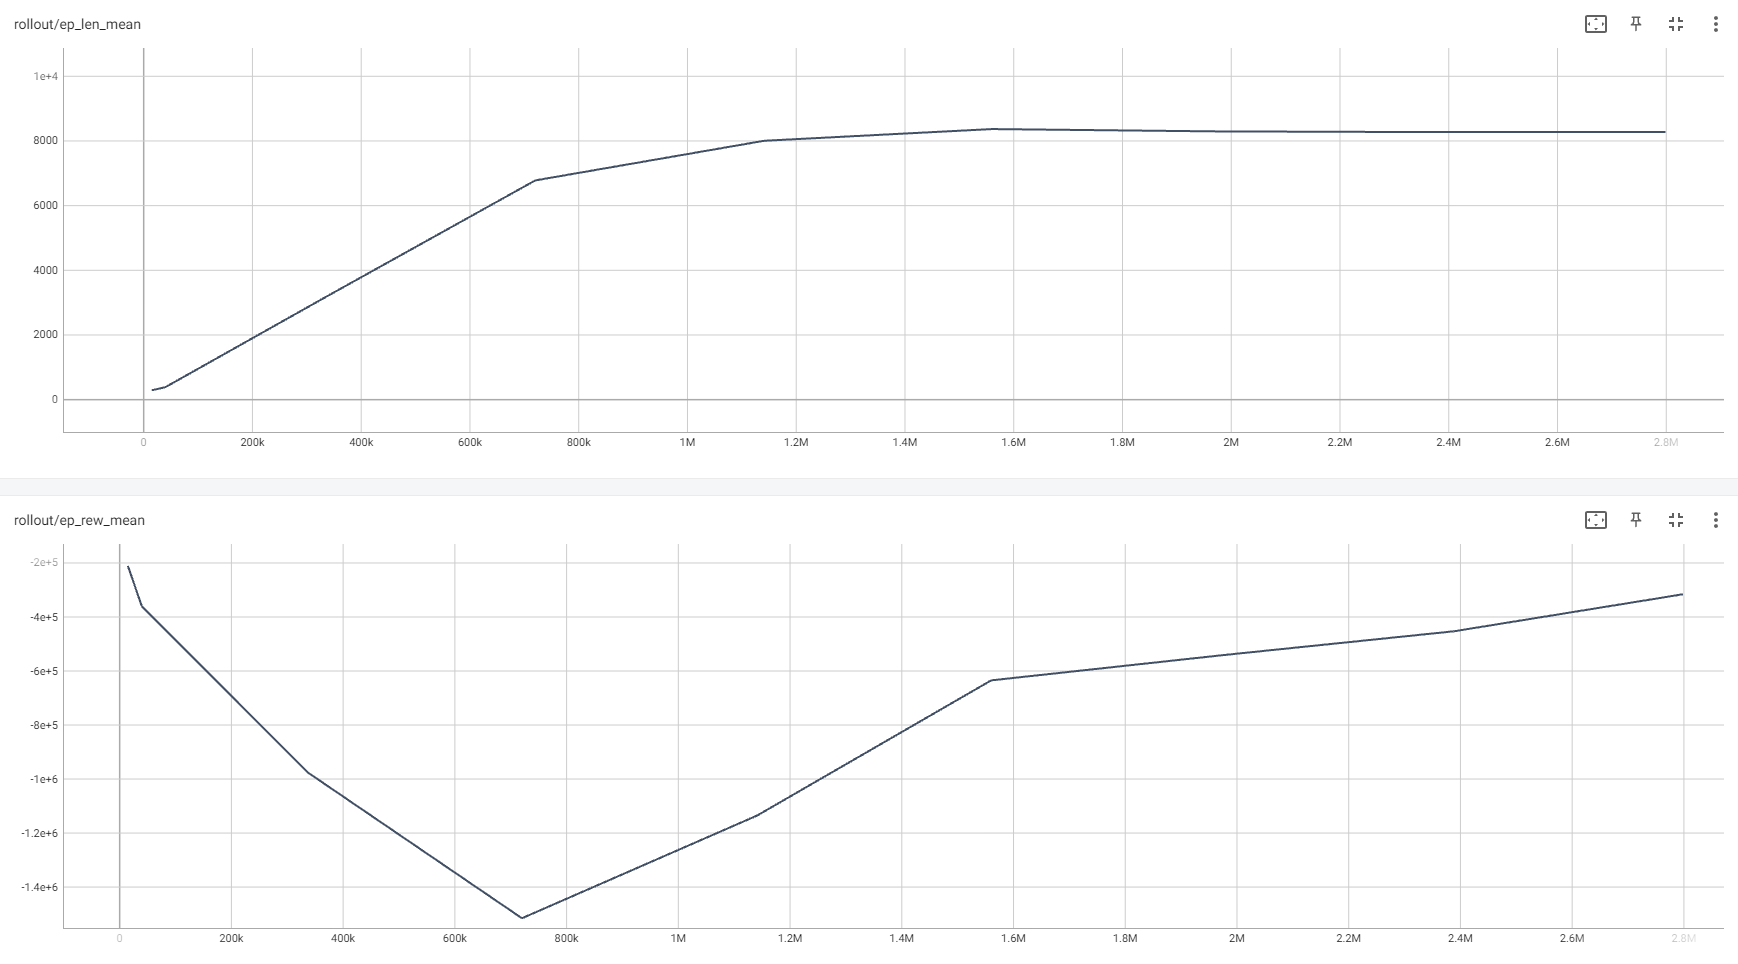 rollout/ep_len_mean
1e+4
8000
6000
4000
2000
0
0 200k 400k 600k 800k 1M 1.2M 1.4M 1.6M 1.8M 2M 2.2M 2.4M 2.6M 2.8M
rollout/ep_rew_mean
-2e+5
-4e+5
-6e+5
-8e+5
-1e+6
-1.2e+6
-1.4e+6
0 200k 400k 600k 800k 1M 1.2M 1.4M 1.6M 1.8M 2M 2.2M 2.4M 2.6M 2.8M